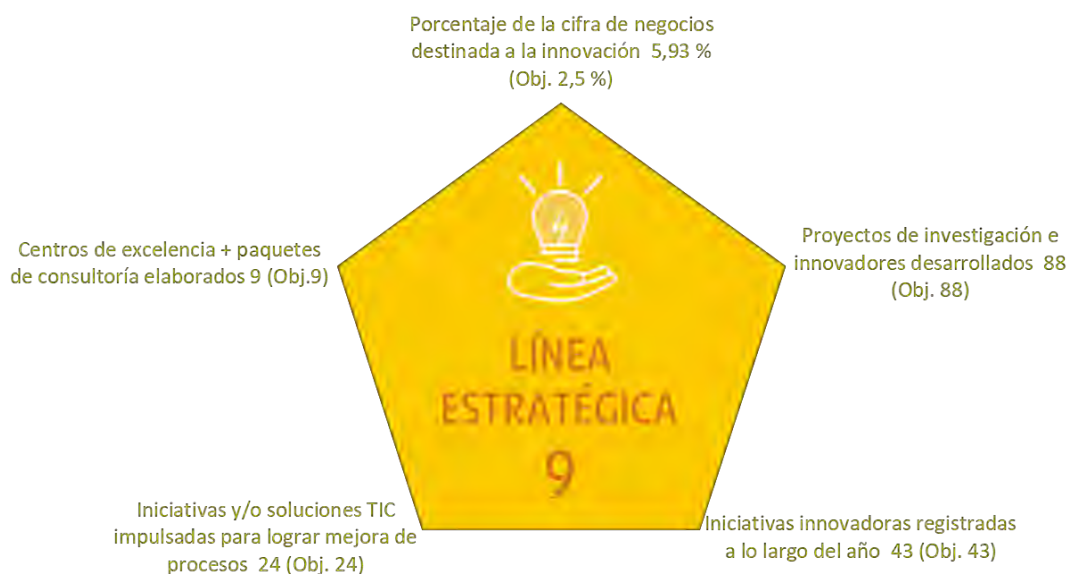 Porcentaje de la cifra de negocios
destinada a la innovación 5,93 %
(Obj. 2,5 %)
Centros de excelencia + paquetes
de consultoría elaborados 9 (Obj.9)
Proyectos de investigación e
innovadores desarrollados 88
(Obj. 88)
LÍNEA
ESTRATÉGICA
9
Iniciativas y/o soluciones TIC
impulsadas para lograr mejora de
procesos 24 (Obj. 24)
Iniciativas innovadoras registradas
a lo largo del año 43 (Obj. 43)